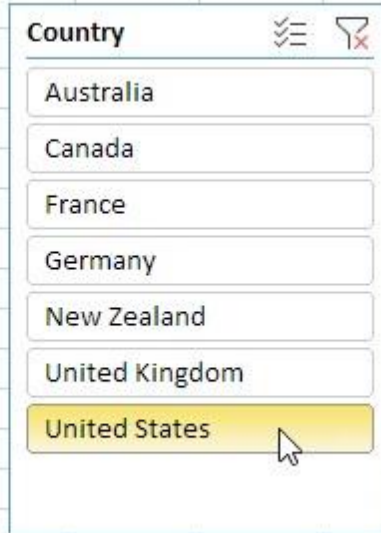 Country
Australia
Canada
France
Germany
New Zealand
United Kingdom
United States